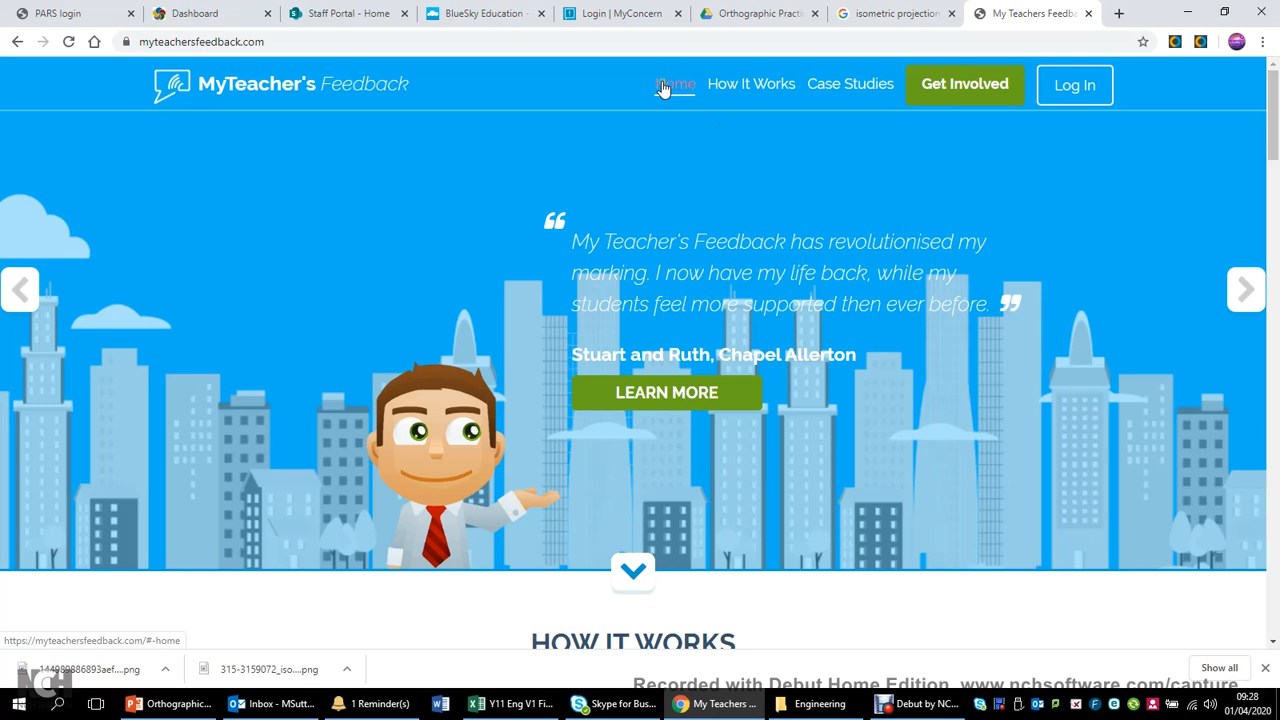 PARS login
Dashboard
Staff Portal - Home
BlueSky Education -
Login | MyConcern
Orthographic Practi
isometric projection
My Teachers Feedba
myteachersfeedback.com
MyTeacher's Feedback
Home
How It Works
Case Studies
Get Involved
Log In
“
My Teacher's Feedback has revolutionised my
marking. I now have my life back, while my
students feel more supported then ever before. ”
Stuart and Ruth, Chapel Allerton
LEARN MORE
HOW IT WORKS
https://myteachersfeedback.com/#-home
144989886893aef....png
315-3159072_iso....png
Show all
NCH
Recorded with Debut Home Edition. www.nchsoftware.com/capture
Orthographic...
Inbox - MSutt...
1 Reminder(s)
Y11 Eng V1 Fi...
Skype for Bus...
My Teachers ...
Engineering
Debut by NC...
09:28
01/04/2020